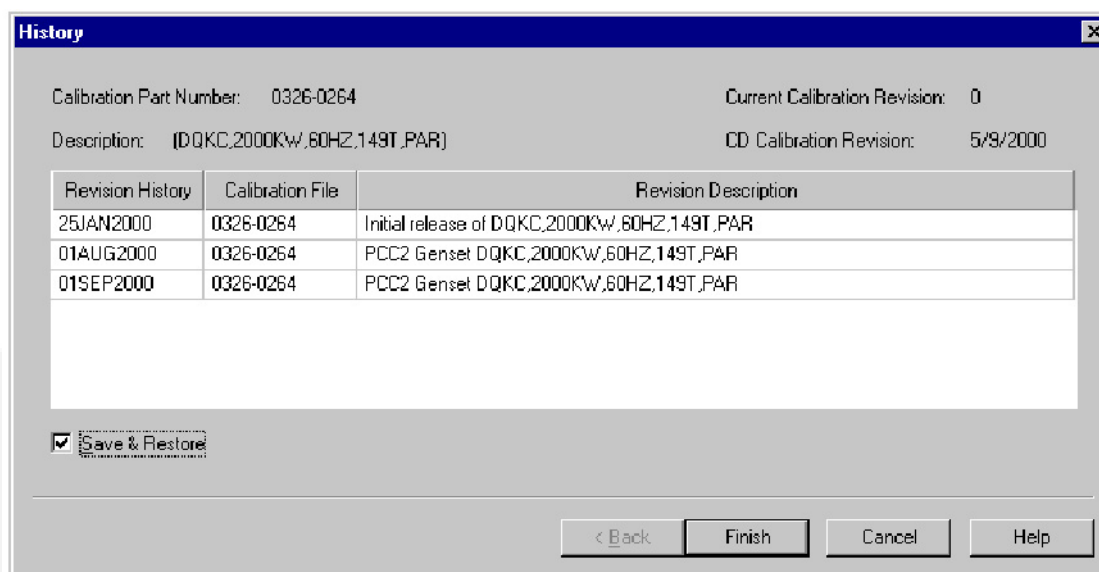 History
Calibration Part Number: 0326-0264 Current Calibration Revision: 0
Description: (DQKC,2000KW,60HZ,149T,PAR) CD Calibration Revision: 5/9/2000
Revision History Calibration File Revision Description
25JAN2000 0326-0264 Initial release of DQKC,2000KW,60HZ,149T,PAR
01AUG2000 0326-0264 PCC2 Genset DQKC,2000KW,60HZ,149T,PAR
01SEP2000 0326-0264 PCC2 Genset DQKC,2000KW,60HZ,149T,PAR
Save & Restore
< Back Finish Cancel Help